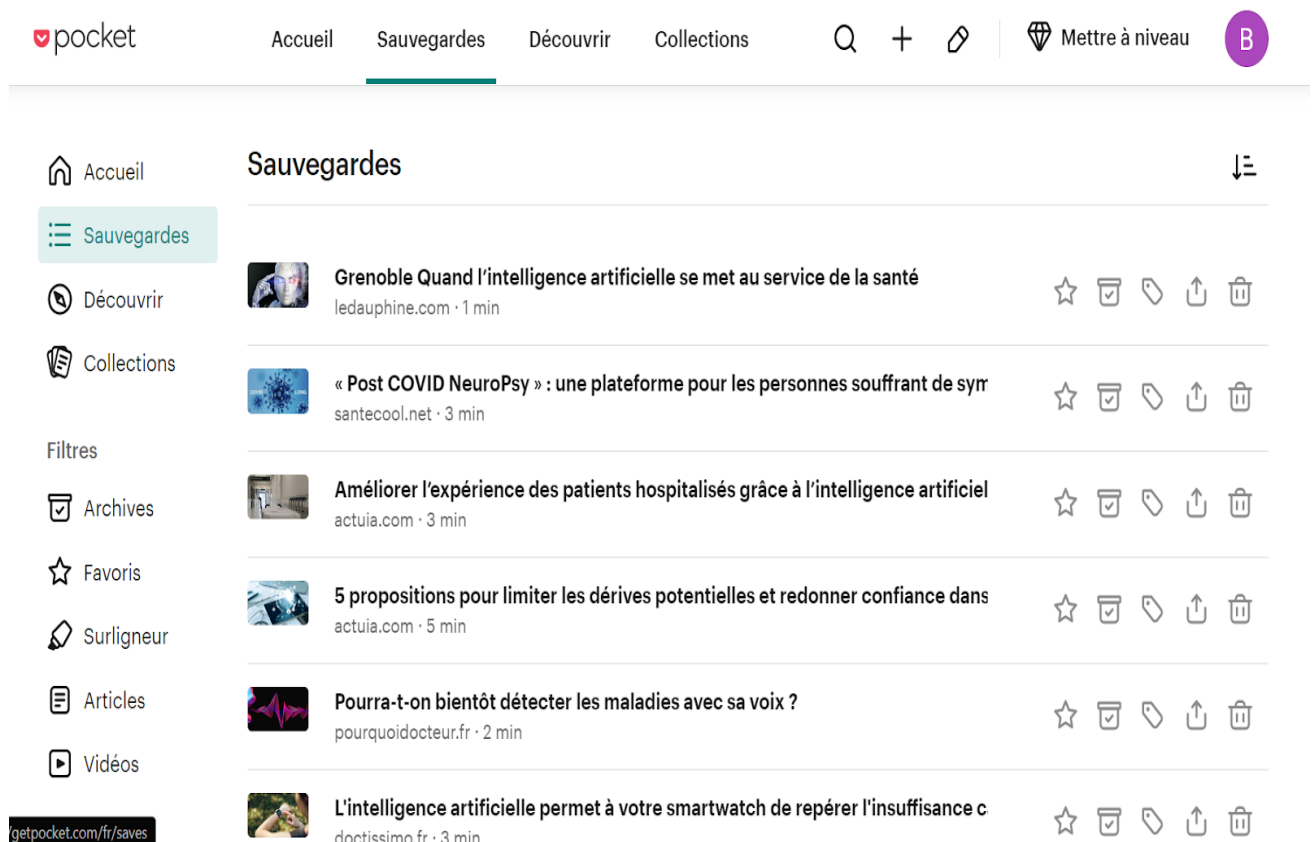 pocket
Accueil
Sauvegardes
Découvrir
Collections
Mettre à niveau
B
Accueil
Sauvegardes
Découvrir
Collections
Filtres
Archives
Favoris
Surligneur
Articles
Vidéos
/getpocket.com/fr/saves
Sauvegardes
Grenoble Quand l’intelligence artificielle se met au service de la santé
ledauphine.com · 1 min
« Post COVID NeuroPsy » : une plateforme pour les personnes souffrant de sym
santecool.net · 3 min
Améliorer l’expérience des patients hospitalisés grâce à l’intelligence artificiel
actuia.com · 3 min
5 propositions pour limiter les dérives potentielles et redonner confiance dans
actuia.com · 5 min
Pourra-t-on bientôt détecter les maladies avec sa voix ?
pourquoidocteur.fr · 2 min
L'intelligence artificielle permet à votre smartwatch de repérer l'insuffisance c
doctissimo.fr · 3 min